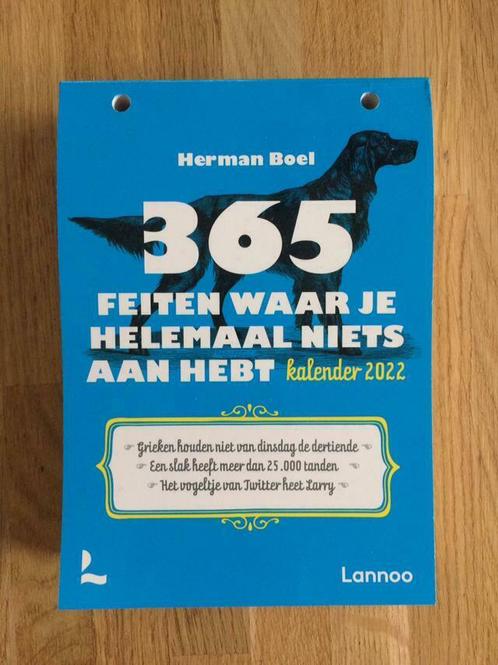 Herman Boel
365
FEITEN WAAR JE
HELEMAAL NIETS
AAN HEBT kalender 2022
☞ Grieken houden niet van dinsdag de dertiende ☜
☞ Een slak heeft meer dan 25.000 tanden ☜
☞ Het vogeltje van Twitter heet Larry ☜
L
Lannoo